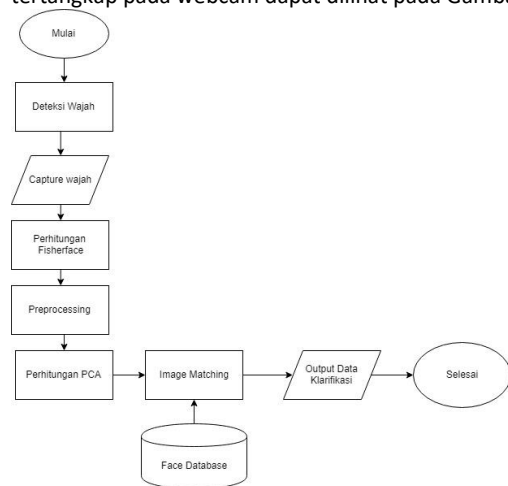 tertangkap pada webcam dapat dilihat pada Gamba
Mulai
Deteksi Wajah
Capture wajah
Perhitungan
Fisherface
Preprocessing
Perhitungan PCA
Image Matching
Output Data
Klarifikasi
Selesai
Face Database